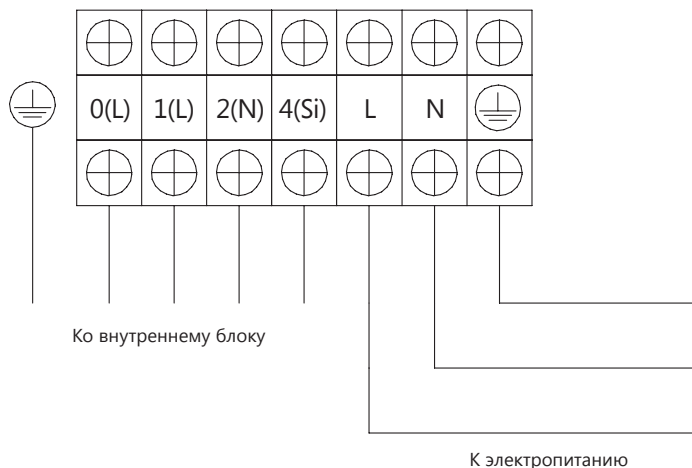 0(L) 1(L) 2(N) 4(Si) L N
Ко внутреннему блоку
К электропитанию